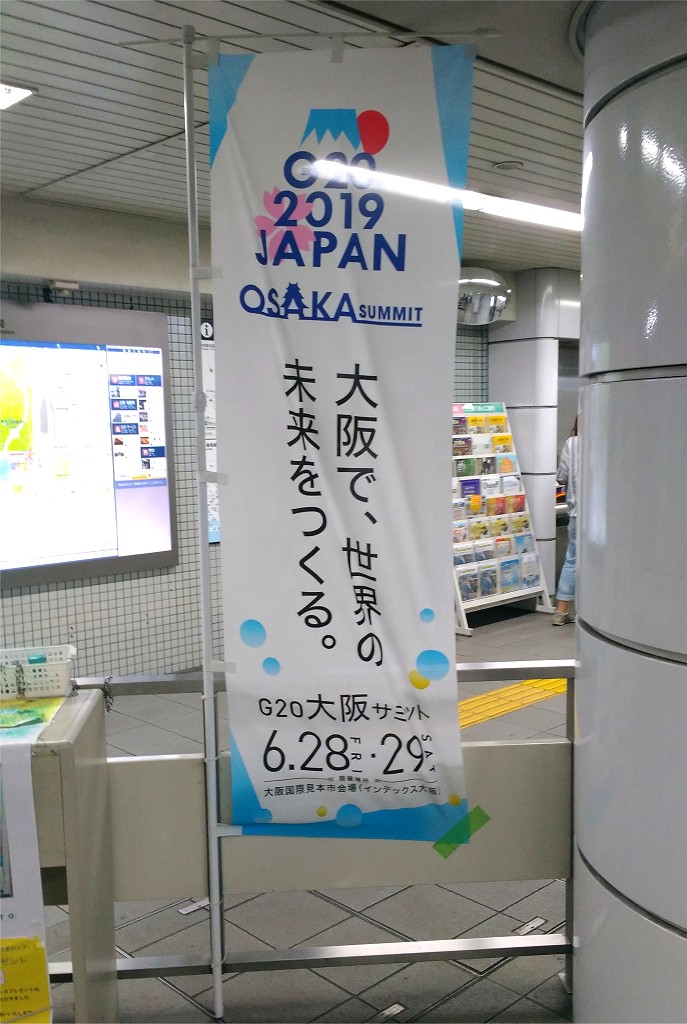 G20
2019
JAPAN
OSAKA SUMMIT
大阪で、世界の
未来をつくる。
G20大阪サミット
6.28 FRI・29 SAT
開催場所
大阪国際見本市会場（インテックス大阪）